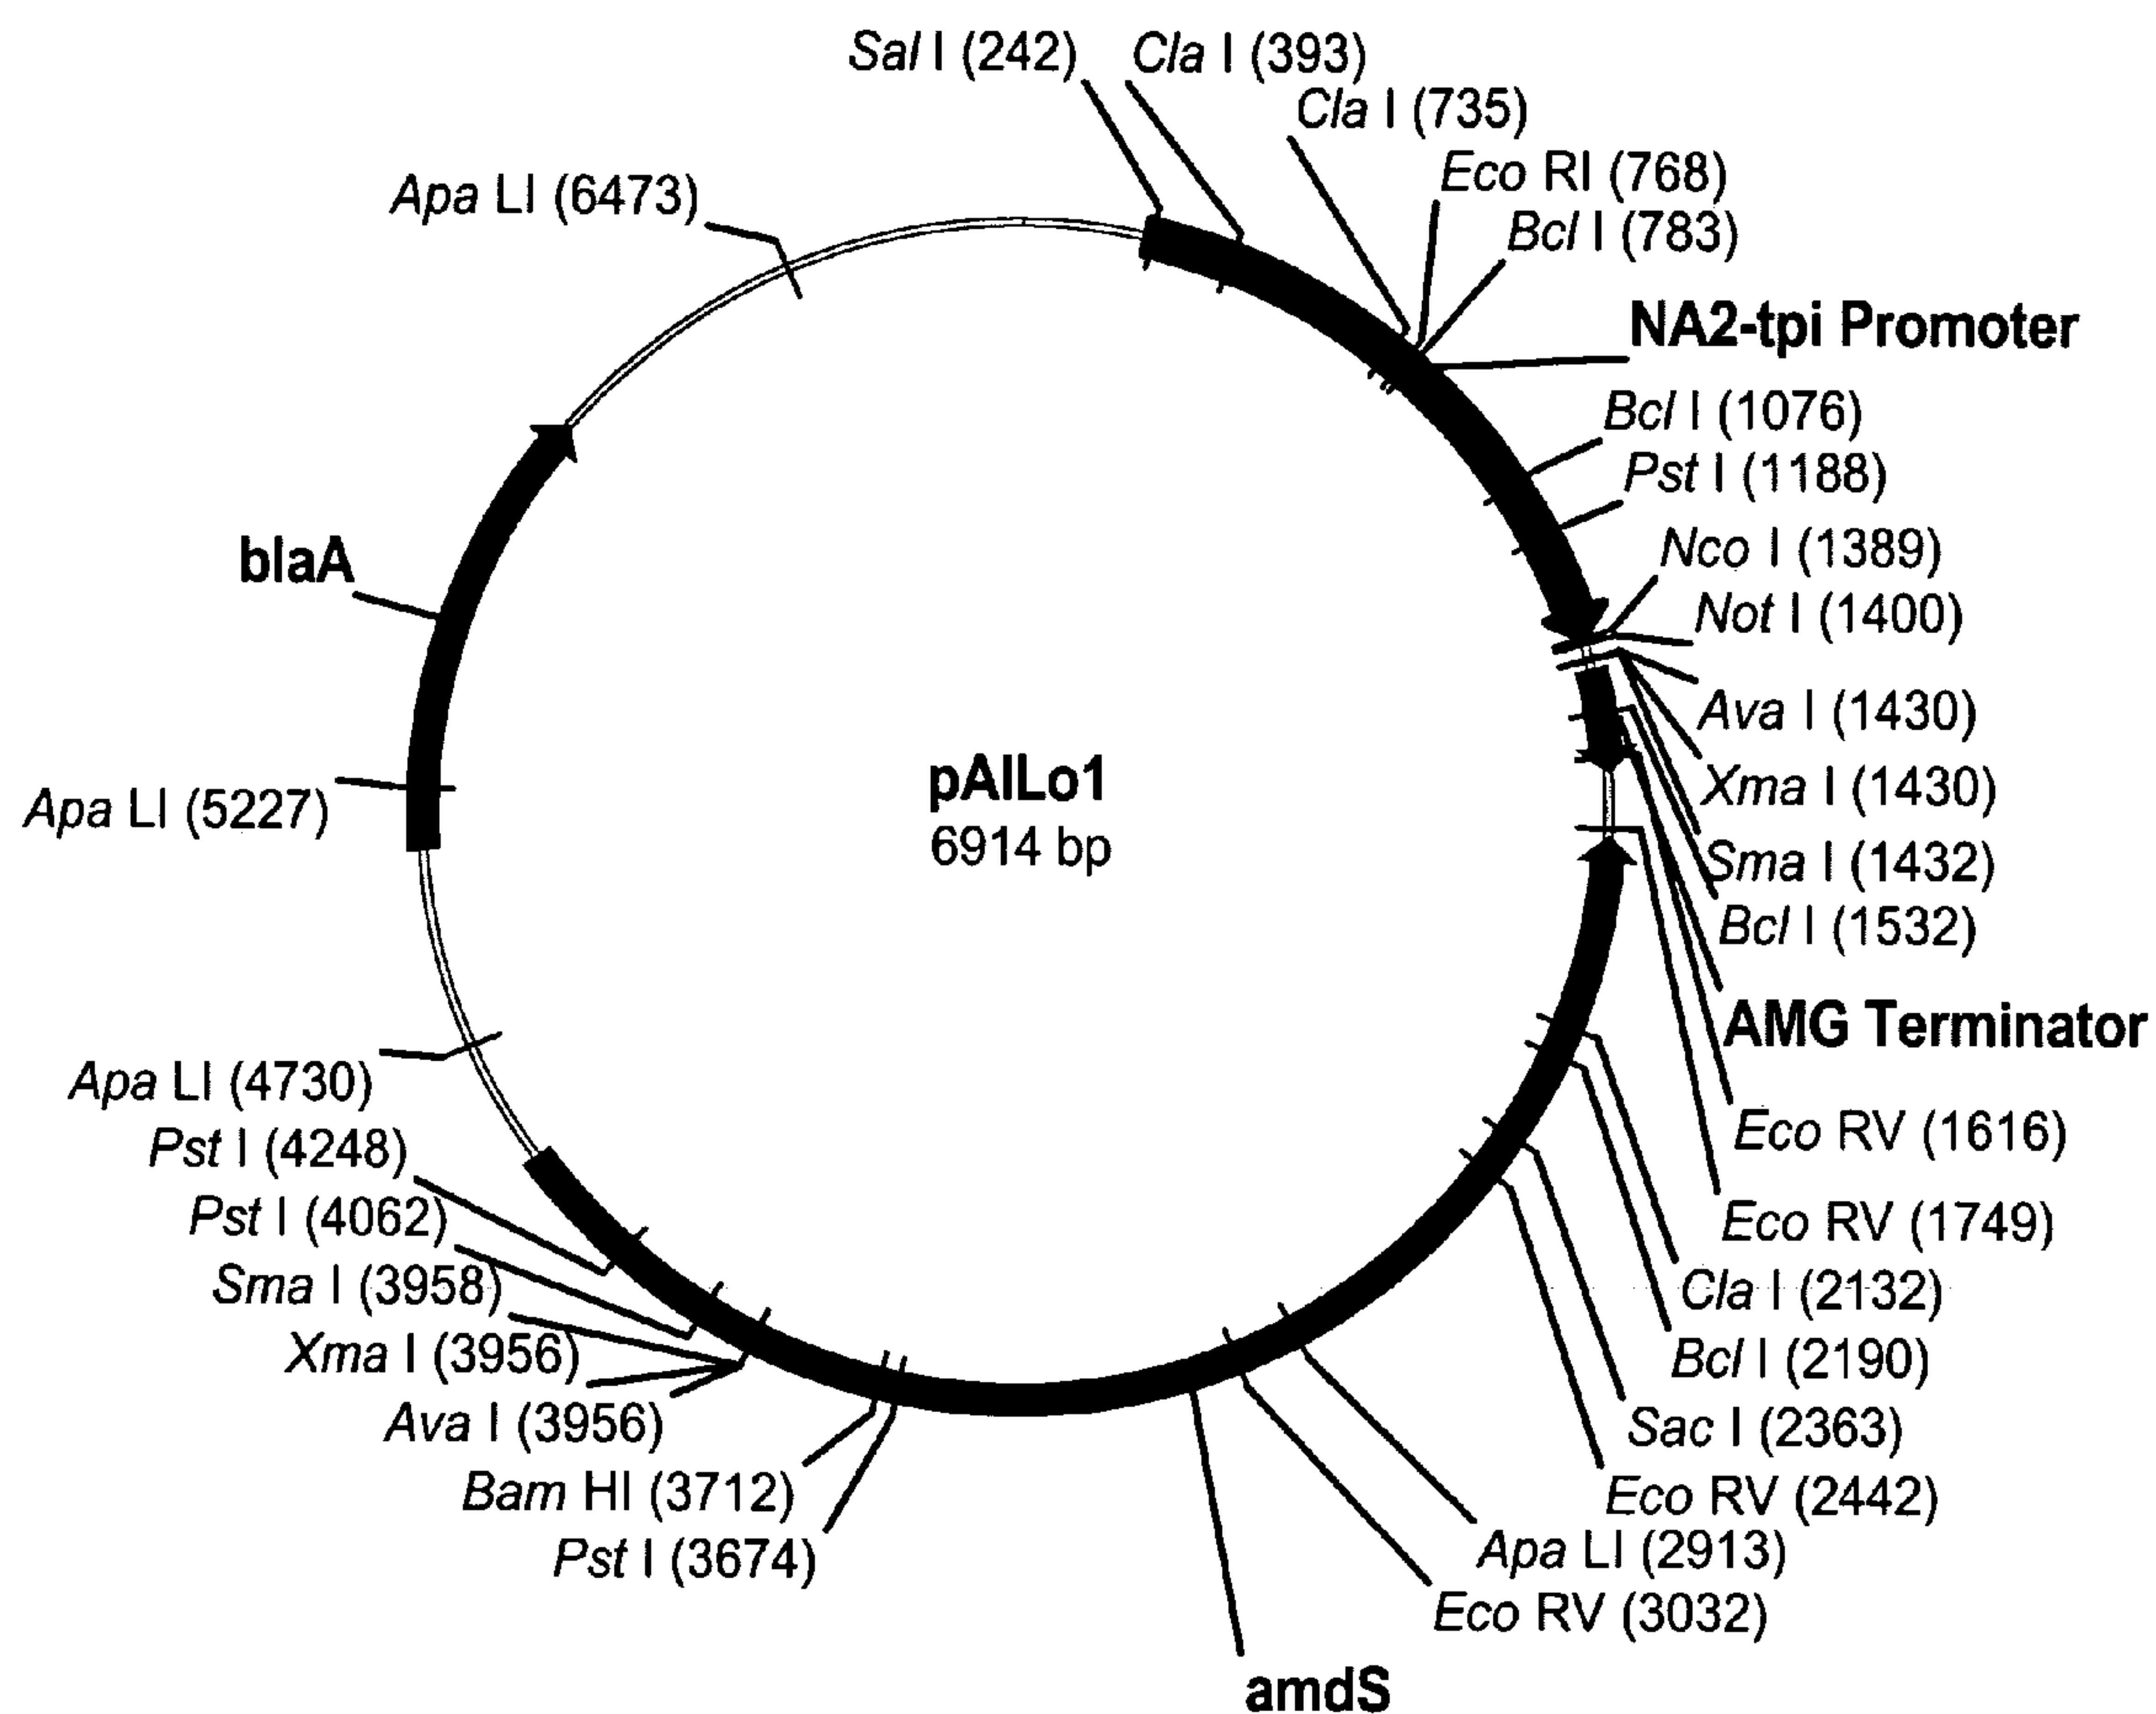 Sal I (242)
Cla I (393)
Cla I (735)
Eco RI (768)
Bcl I (783)
NA2-tpi Promoter
Bcl I (1076)
Pst I (1188)
Nco I (1389)
Not I (1400)
Ava I (1430)
Xma I (1430)
Sma I (1432)
Bcl I (1532)
AMG Terminator
Eco RV (1616)
Eco RV (1749)
Cla I (2132)
Bcl I (2190)
Sac I (2363)
Eco RV (2442)
Apa LI (2913)
Eco RV (3032)
amdS
Pst I (3674)
Bam HI (3712)
Ava I (3956)
Xma I (3956)
Sma I (3958)
Pst I (4062)
Pst I (4248)
Apa LI (4730)
Apa LI (5227)
blaA
Apa LI (6473)
pAILo1
6914 bp